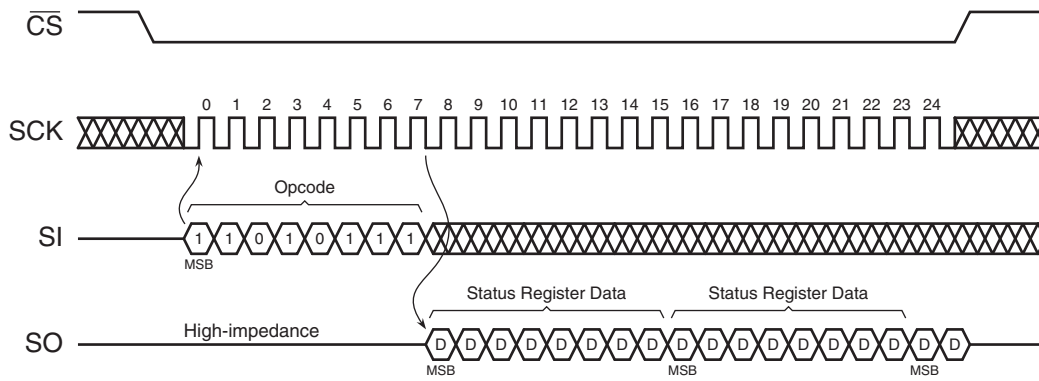 CS
SCK
0 1 2 3 4 5 6 7 8 9 10 11 12 13 14 15 16 17 18 19 20 21 22 23 24
Opcode
SI
1 1 0 1 0 1 1 1
MSB
Status Register Data Status Register Data
SO
High-impedance
D D D D D D D D D D D D D D D D D D
MSB MSB MSB